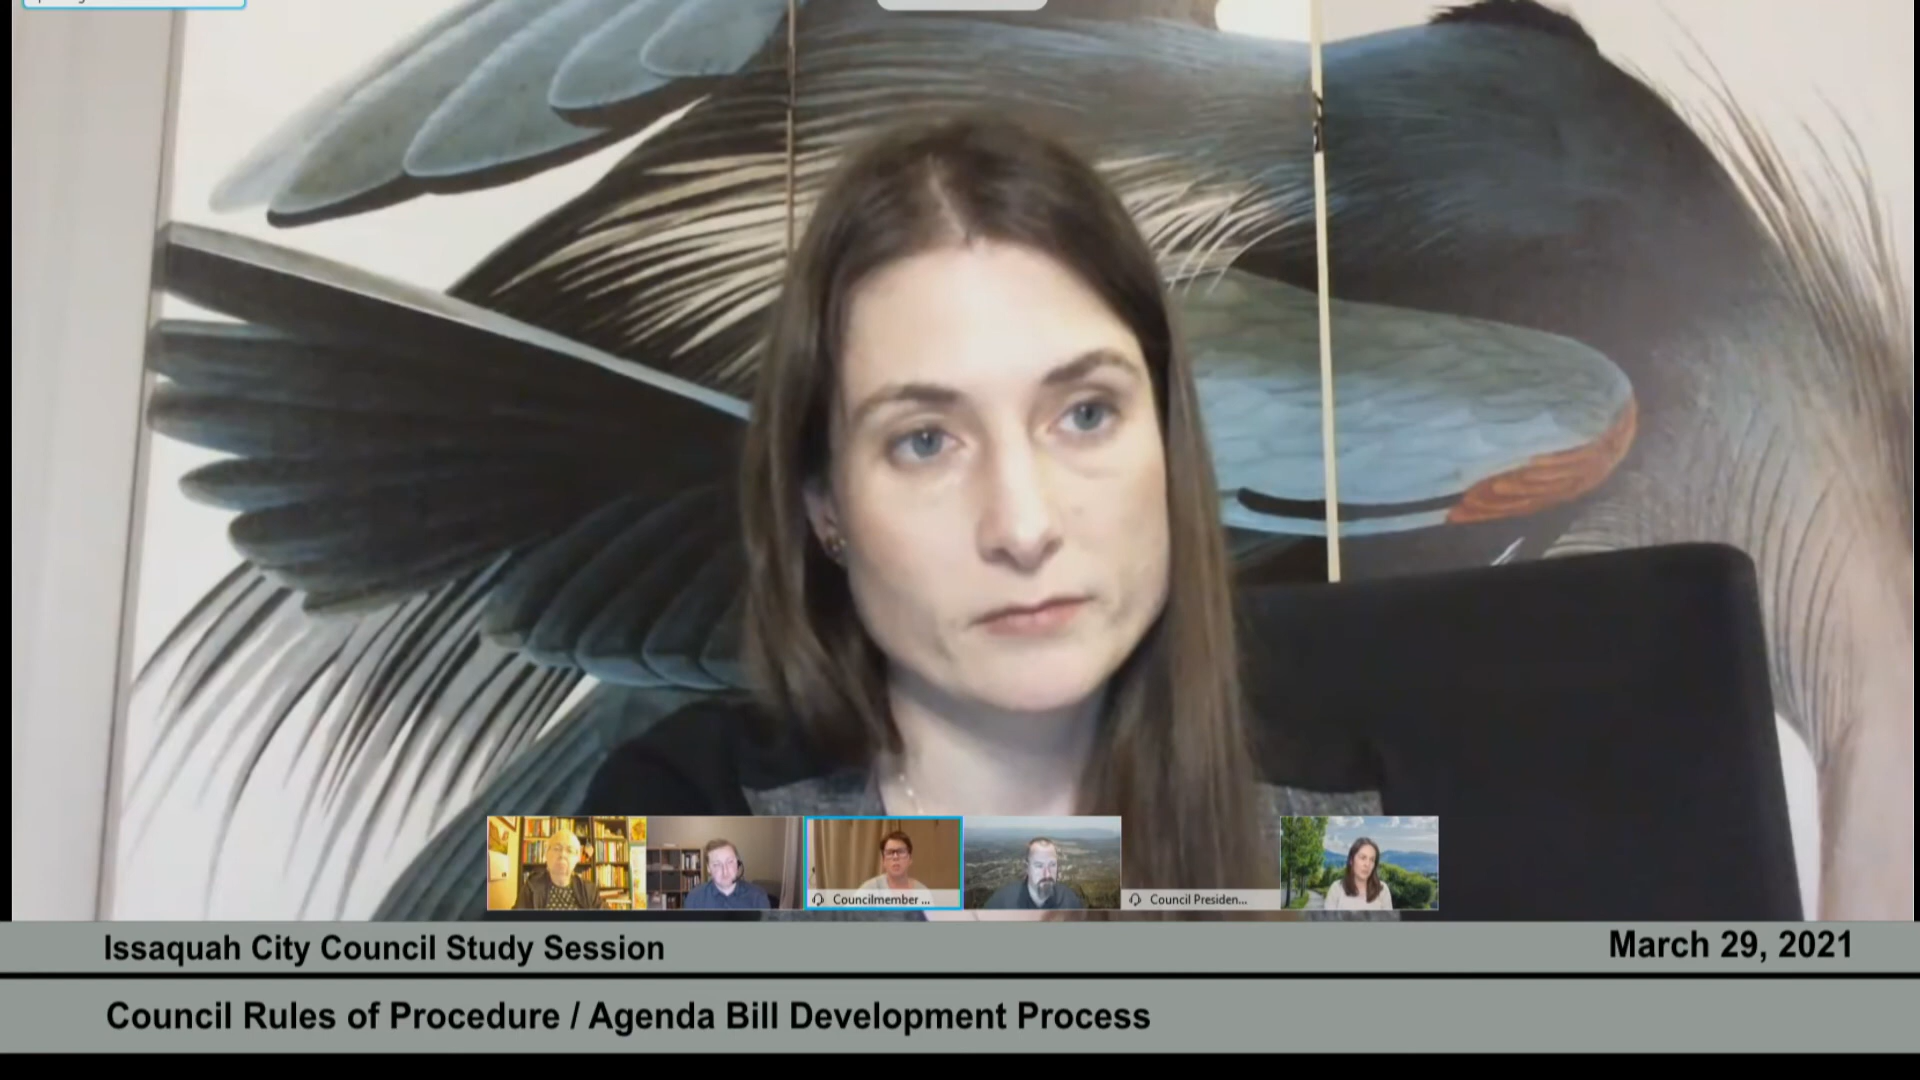 Councilmember ...
Council Presiden...
Issaquah City Council Study Session
March 29, 2021
Council Rules of Procedure / Agenda Bill Development Process